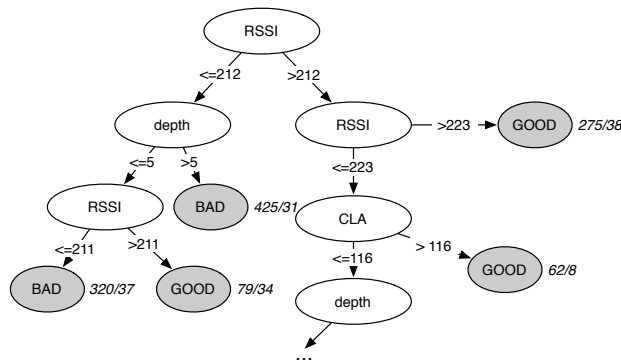 RSSI
<=212
>212
depth
RSSI
>223
GOOD
275/38
<=5
>5
<=223
RSSI
BAD
425/31
CLA
<=211
>211
<=116
> 116
BAD
320/37
GOOD
79/34
depth
GOOD
62/8
...